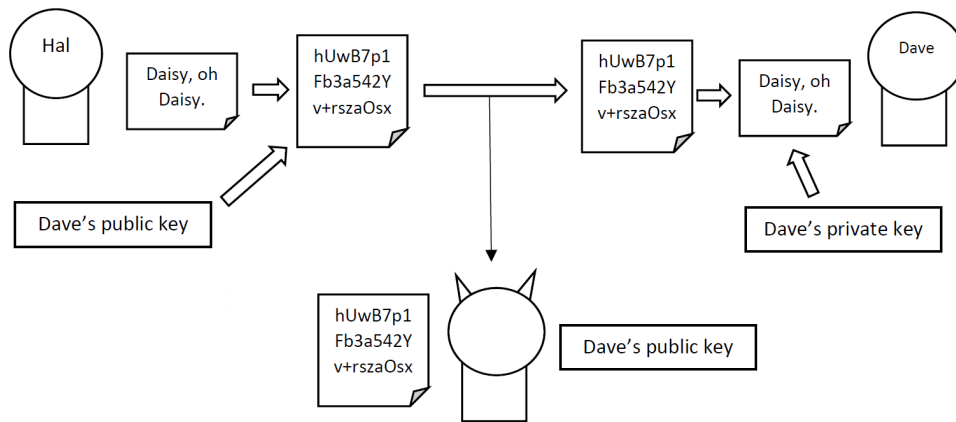 Hal
Daisy, oh
Daisy.
hUwB7p1
Fb3a542Y
v+rszaOsx
hUwB7p1
Fb3a542Y
v+rszaOsx
Daisy, oh
Daisy.
Dave
Dave's public key
Dave's private key
hUwB7p1
Fb3a542Y
v+rszaOsx
Dave's public key